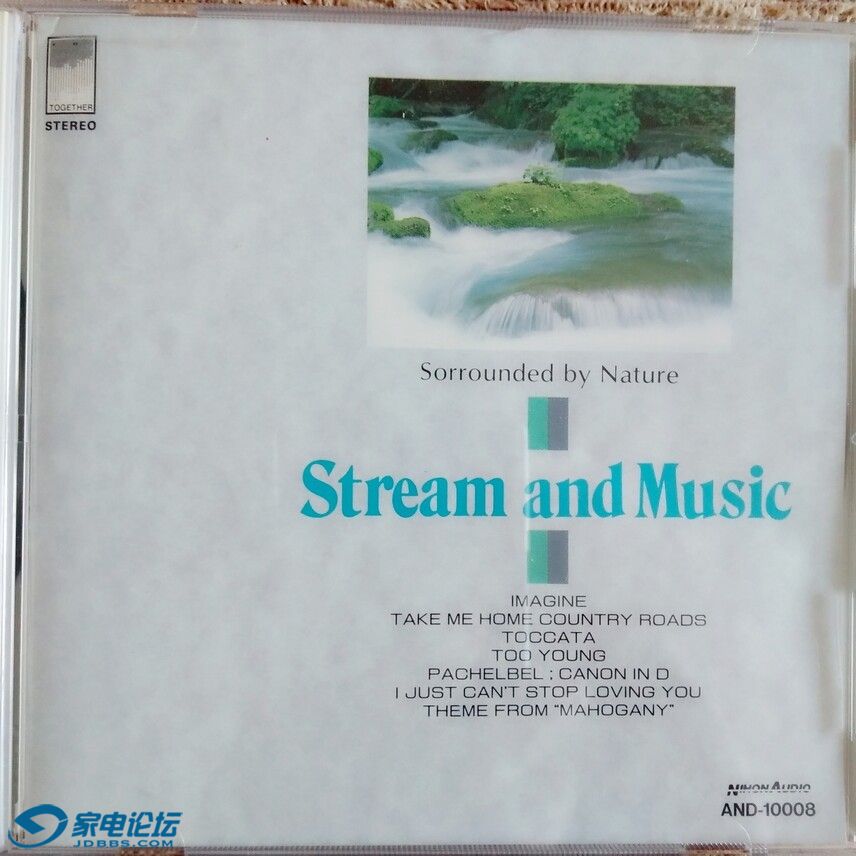 TOGETHER
STEREO
Sorrounded by Nature
Stream and Music
IMAGINE
TAKE ME HOME COUNTRY ROADS
TOCCATA
TOO YOUNG
PACHELBEL ; CANON IN D
I JUST CAN'T STOP LOVING YOU
THEME FROM "MAHOGANY"
NIHON AUDIO
AND-10008
家电论坛
JDBBS.COM